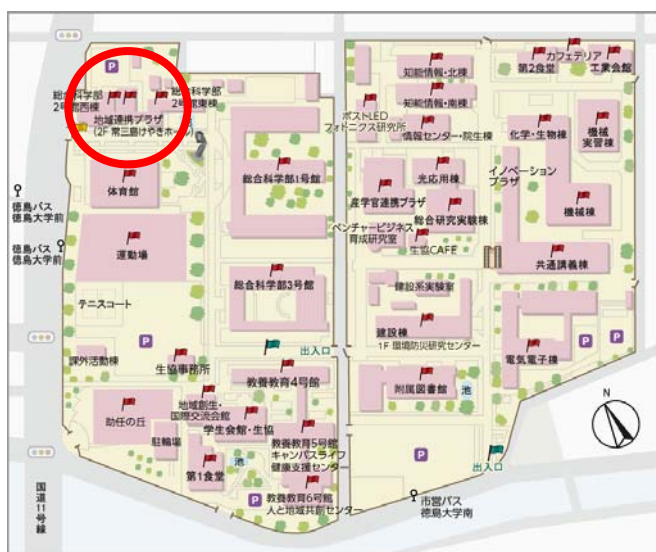 P
総合科学部
2号館西棟
総合科学部
2号館東棟
地域連携プラザ
(2F 常三島けやきホール)
体育館
総合科学部1号館
徳島バス
徳島大学前
徳島バス
徳島大学前
運動場
総合科学部3号館
テニスコート
P
出入口
課外活動棟
生協事務所
教養教育4号館
地域創生・
国際交流会館
助任の丘
学生会館・生協
駐輪場
教養教育5号館
キャンパスライフ
健康支援センター
池
第1食堂
P
教養教育6号館
人と地域共創センター
国道11号線
知能情報・北棟
カフェテリア
第2食堂
工業会館
知能情報・南棟
ポストLED
フォトニクス研究所
情報センター・院生棟
化学・生物棟
機械
実習棟
光応用棟
イノベーション
プラザ
産学官連携プラザ
総合研究実験棟
機械棟
ベンチャービジネス
育成研究室
生協CAFE
共通講義棟
建設系実験室
建設棟
1F 環境防災研究センター
P
電気電子棟
附属図書館
池
P
出入口
市営バス
徳島大学南
N